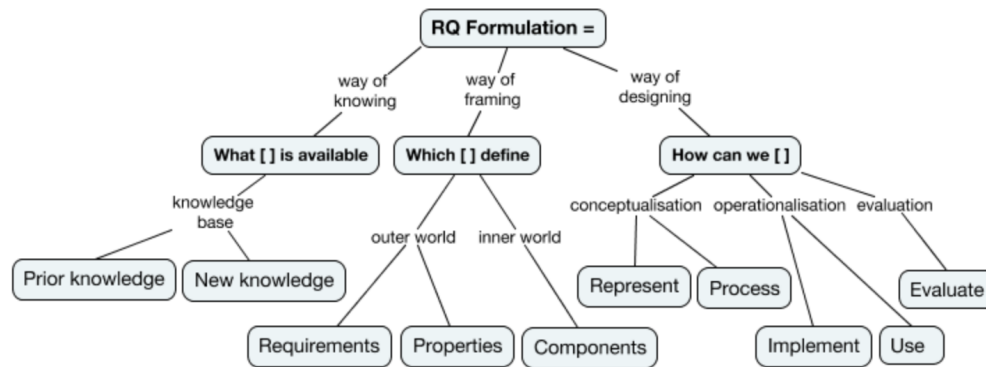 RQ Formulation =
way of
knowing
way of
framing
way of
designing
What [ ] is available
Which [ ] define
How can we [ ]
knowledge
base
conceptualisation
operationalisation
evaluation
outer world
inner world
Prior knowledge
New knowledge
Represent
Process
Evaluate
Requirements
Properties
Components
Implement
Use